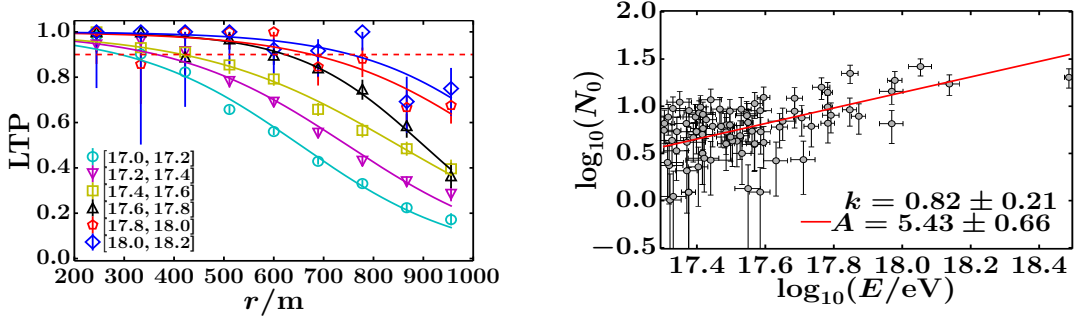 1.0
0.8
0.6
0.4
0.2
0.0
LTP
[17.0, 17.2]
[17.2, 17.4]
[17.4, 17.6]
[17.6, 17.8]
[17.8, 18.0]
[18.0, 18.2]
200 300 400 500 600 700 800 900 1000
r/m
2.0
1.5
1.0
0.5
0.0
−0.5
log₁₀(N₀)
k = 0.82 ± 0.21
A = 5.43 ± 0.66
17.4 17.6 17.8 18.0 18.2 18.4
log₁₀(E/eV)